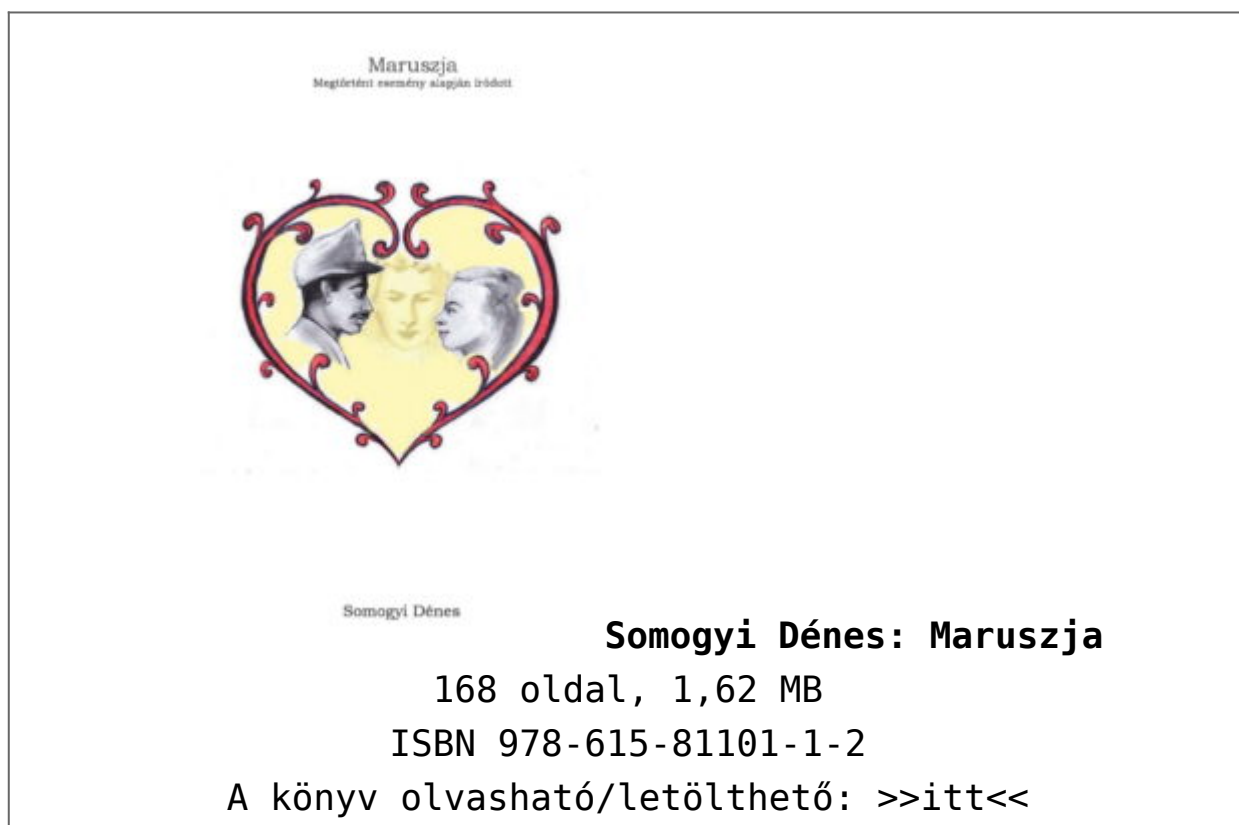 Maruszja
Megtörtént esemény alapján íródott
Somogyi Dénes
Somogyi Dénes: Maruszja
168 oldal, 1,62 MB
ISBN 978-615-81101-1-2
A könyv olvasható/letölthető: >>itt<<